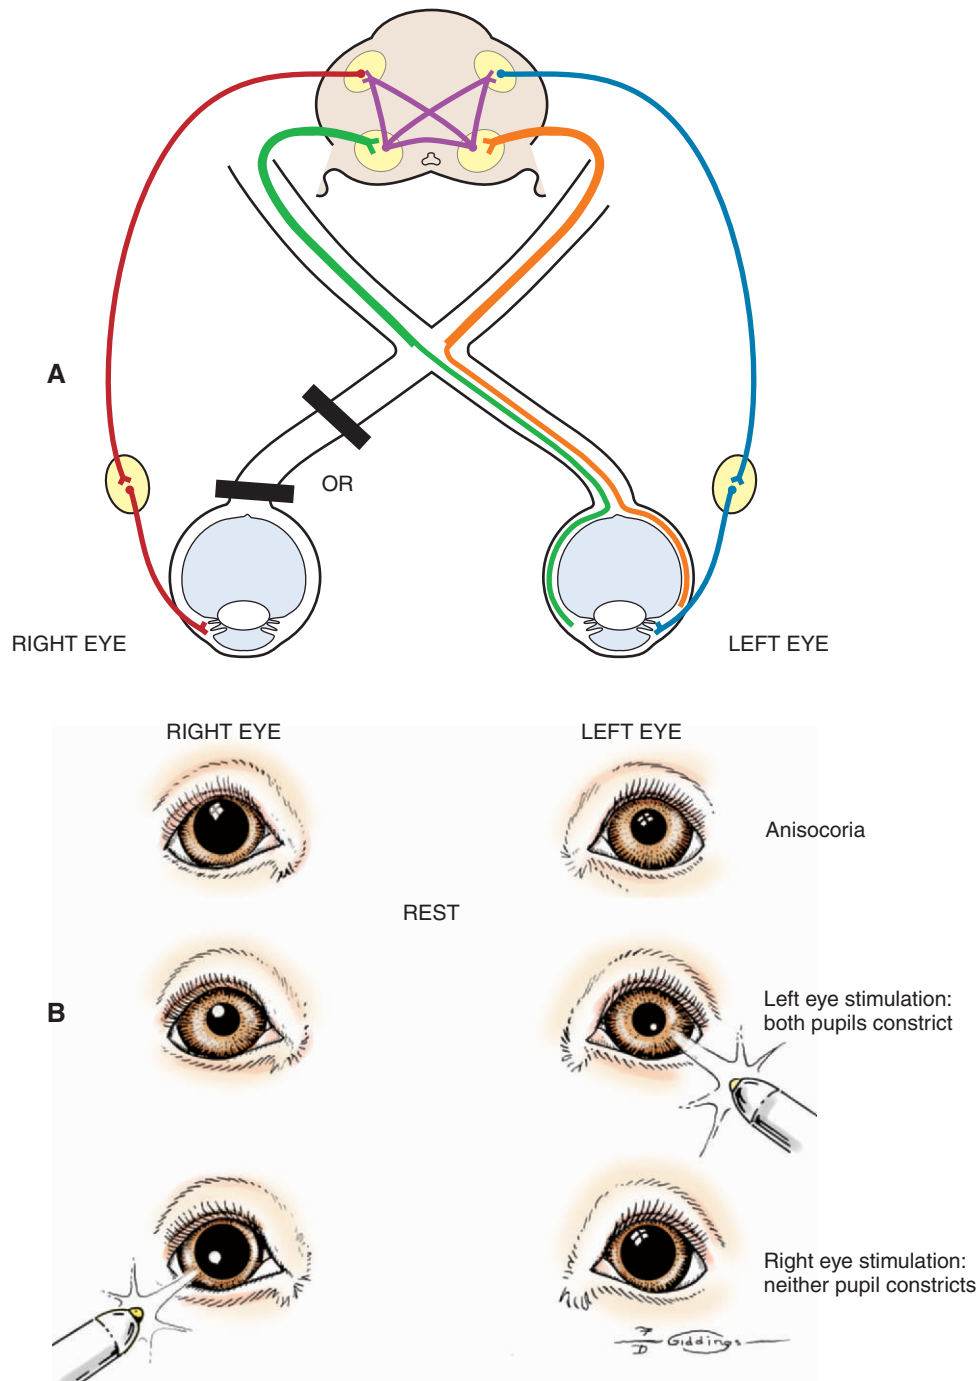 A
OR
RIGHT EYE
LEFT EYE
RIGHT EYE
LEFT EYE
Anisocoria
REST
B
Left eye stimulation:
both pupils constrict
Right eye stimulation:
neither pupil constricts
Giddings